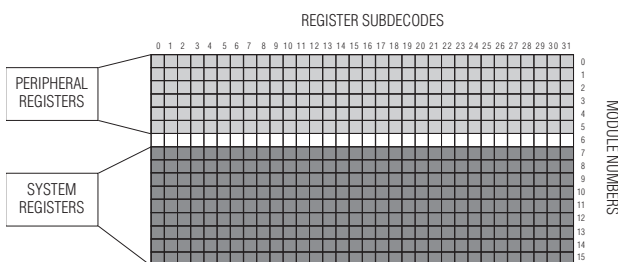 REGISTER SUBDECODES
0 1 2 3 4 5 6 7 8 9 10 11 12 13 14 15 16 17 18 19 20 21 22 23 24 25 26 27 28 29 30 31
PERIPHERAL
REGISTERS
SYSTEM
REGISTERS
0
1
2
3
4
5
6
7
8
9
10
11
12
13
14
15
MODULE NUMBERS